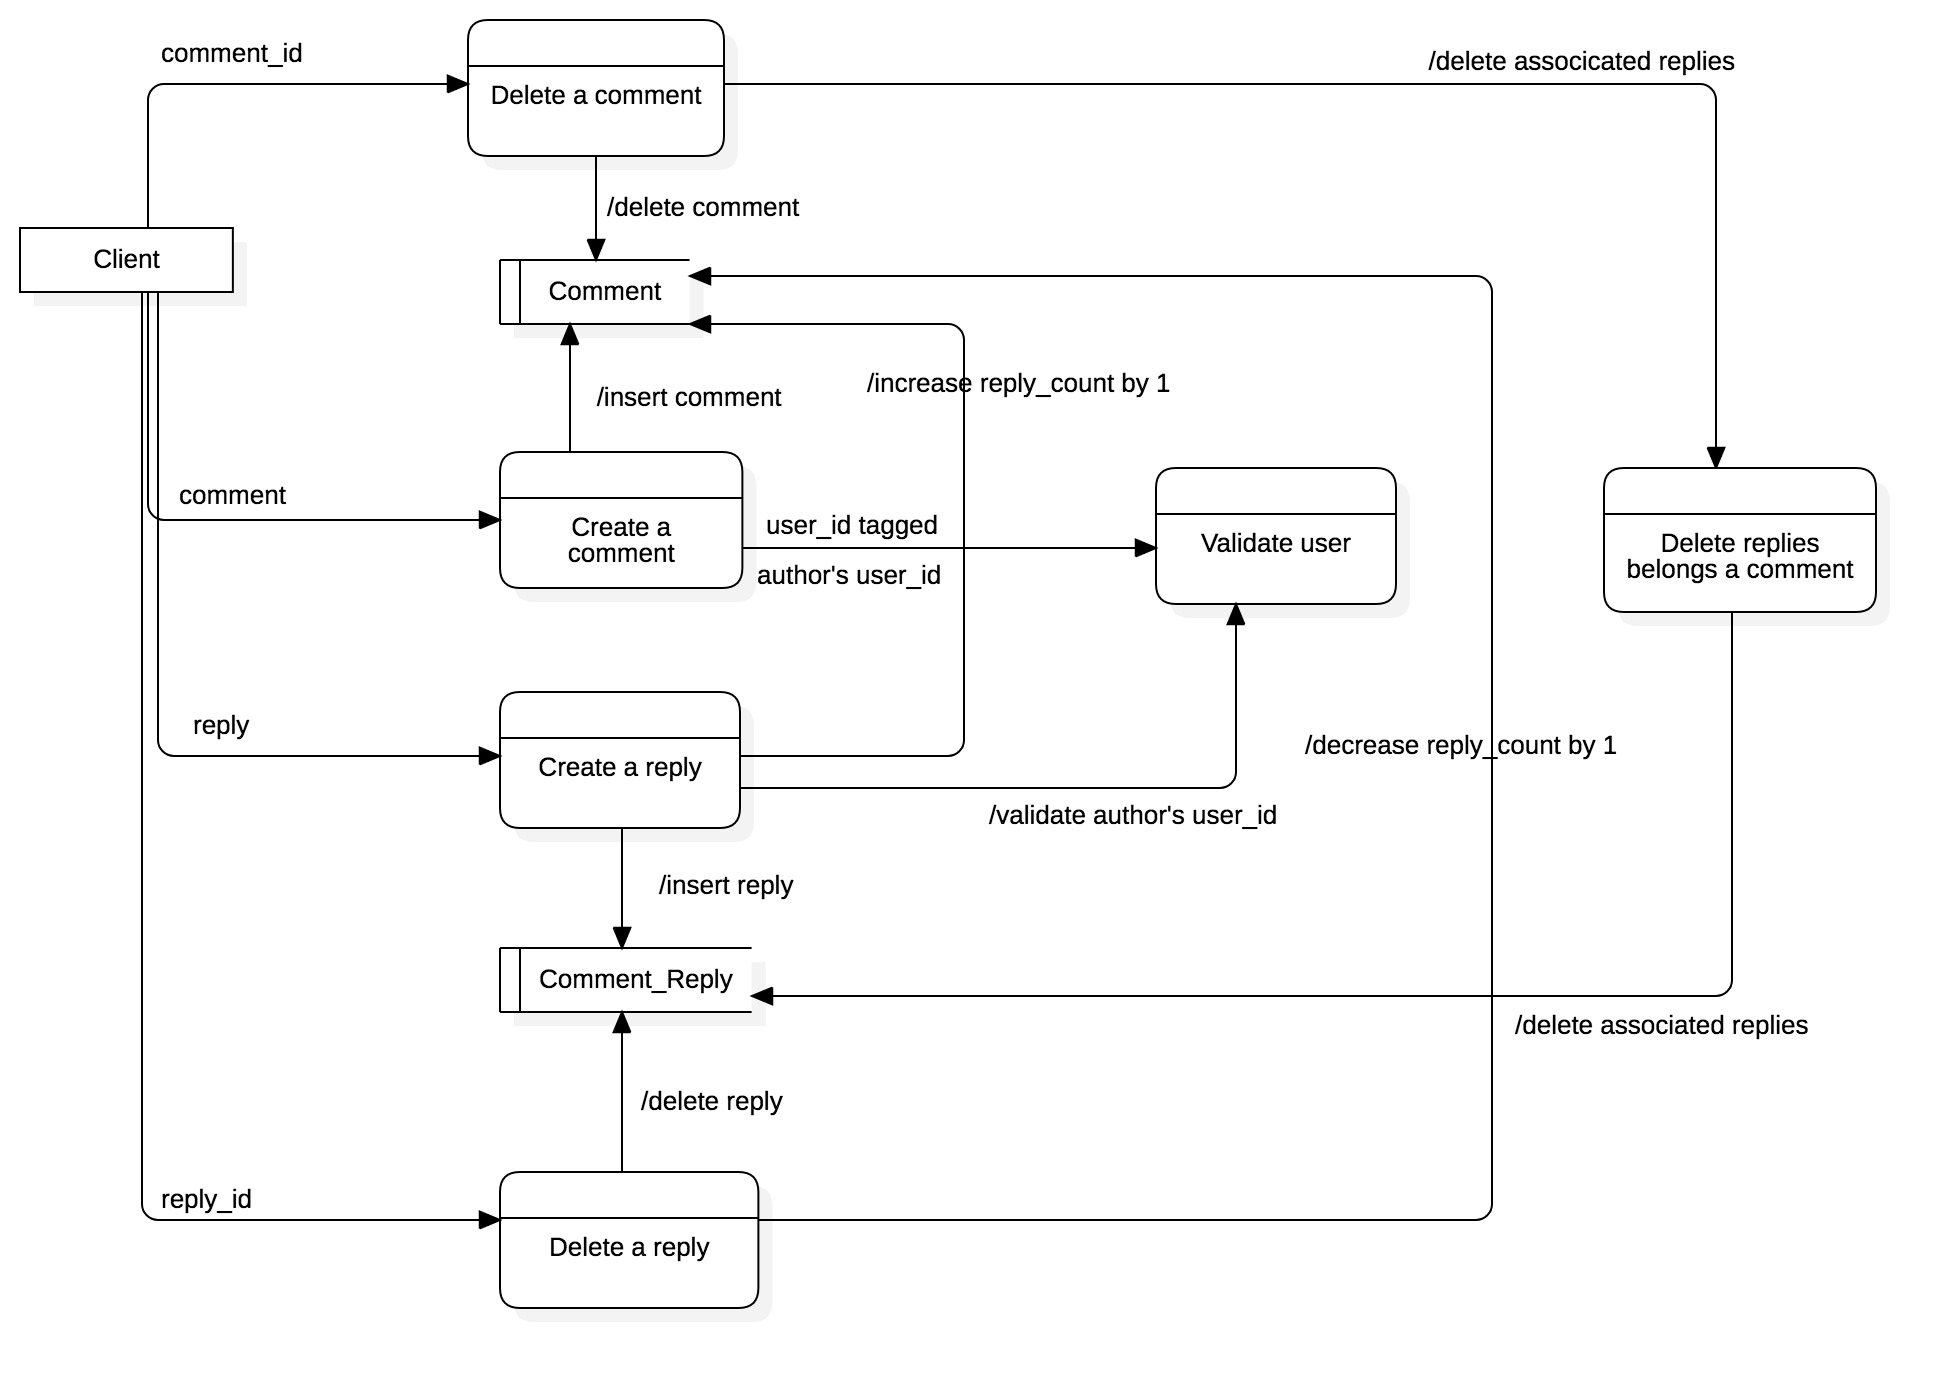 comment_id
/delete associcated replies
Delete a comment
/delete comment
Client
Comment
/increase reply_count by 1
/insert comment
comment
Create a
comment
user_id tagged
author's user_id
Validate user
Delete replies
belongs a comment
reply
Create a reply
/decrease reply_count by 1
/validate author's user_id
/insert reply
Comment_Reply
/delete associated replies
/delete reply
reply_id
Delete a reply